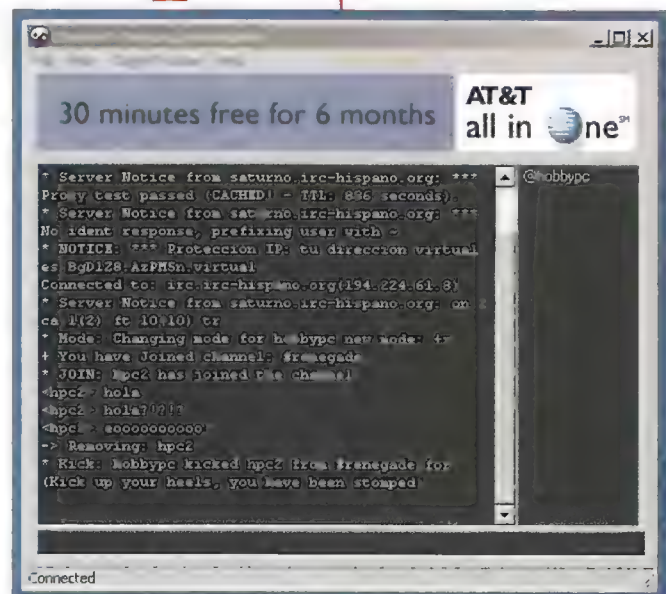 30 minutes free for 6 months
AT&T
all in One
SM
* Server Notice from saturno.irc-hispano.org: ***
Proxy test passed (CACHED! - TTL: 886 seconds).
* Server Notice from saturno.irc-hispano.org: ***
No ident response, prefixing user with ~
* NOTICE: *** Proteccion IP: tu direccion virtual
es BgD128.AzPMSn.virtual
Connected to: irc.irc-hispano.org(194.224.61.8)
* Server Notice from saturno.irc-hispano.org: on
ca 1(2) ft 10(10) tr
* Mode: Changing mode for hobbypc new mode: +r
+ You have Joined channel: #renegade
* JOIN: hpc2 has joined the channel
<hpc2> hola
<hpc2> hola?!?!?
<hpc2> eoooooooooo
-> Removing: hpc2
* Kick: hobbypc kicked hpc2 from #renegade for
(Kick up your heels, you have been stomped
@hobbypc
Connected